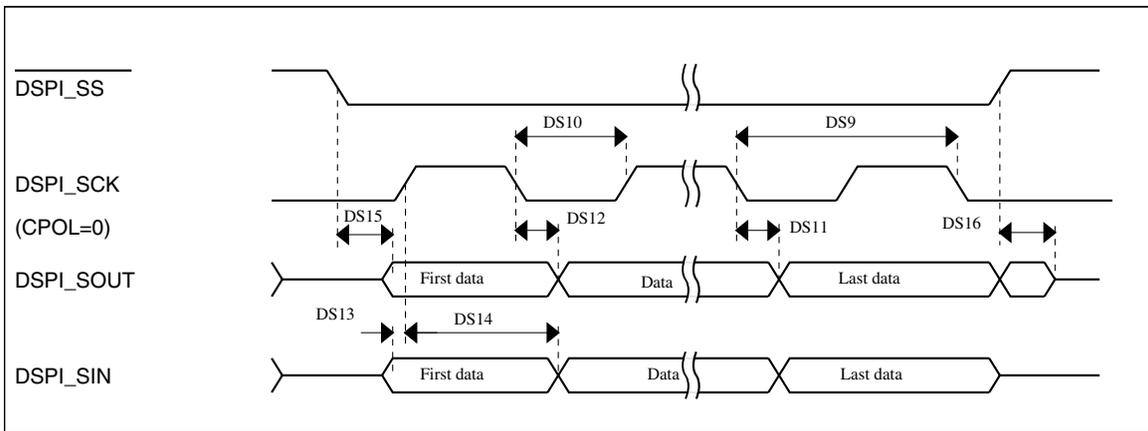 DSPI_SS
DS10
DS9
DSPI_SCK
(CPOL=0)
DS15
DS12
DS11
DS16
DSPI_SOUT
First data
Data
Last data
DS13
DS14
DSPI_SIN
First data
Data
Last data